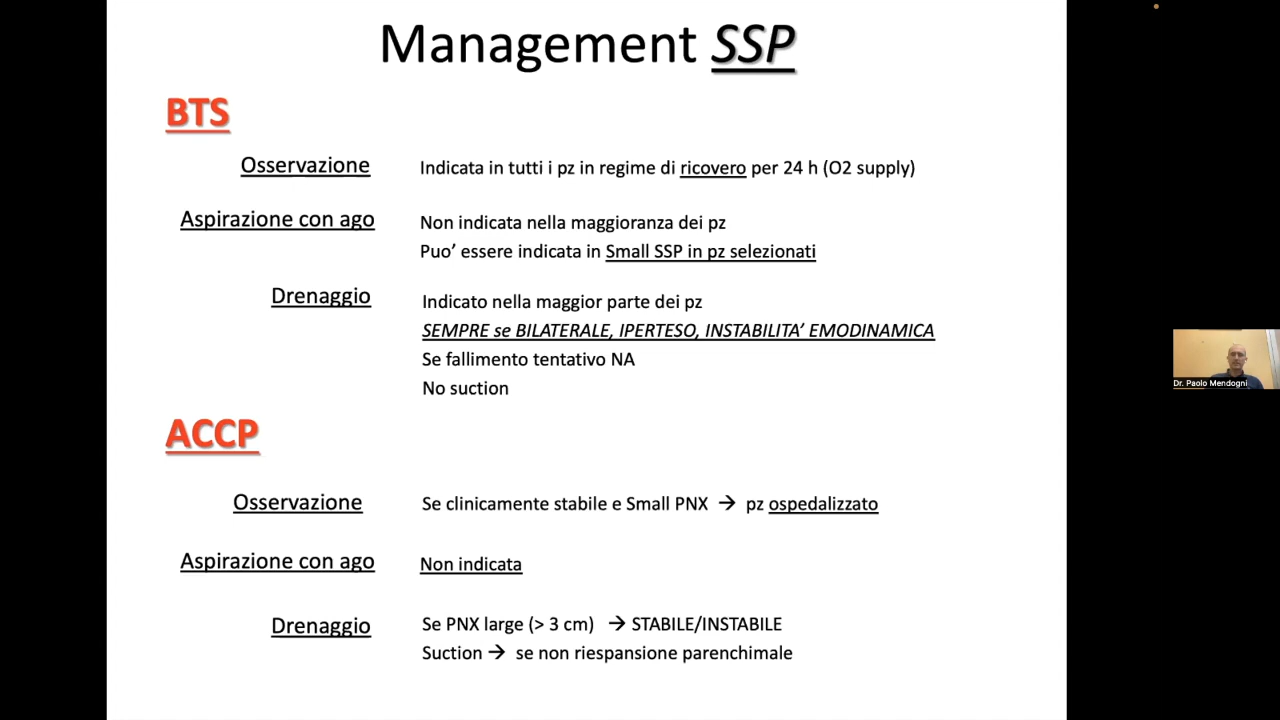 Management SSP
BTS
Osservazione
Indicata in tutti i pz in regime di ricovero per 24 h (O2 supply)
Aspirazione con ago
Non indicata nella maggioranza dei pz
Puo’ essere indicata in Small SSP in pz selezionati
Drenaggio
Indicato nella maggior parte dei pz
SEMPRE se BILATERALE, IPERTESO, INSTABILITA’ EMODINAMICA
Se fallimento tentativo NA
No suction
ACCP
Osservazione
Se clinicamente stabile e Small PNX → pz ospedalizzato
Aspirazione con ago
Non indicata
Drenaggio
Se PNX large (> 3 cm) → STABILE/INSTABILE
Suction → se non riespansione parenchimale
Dr. Paolo Mendogni